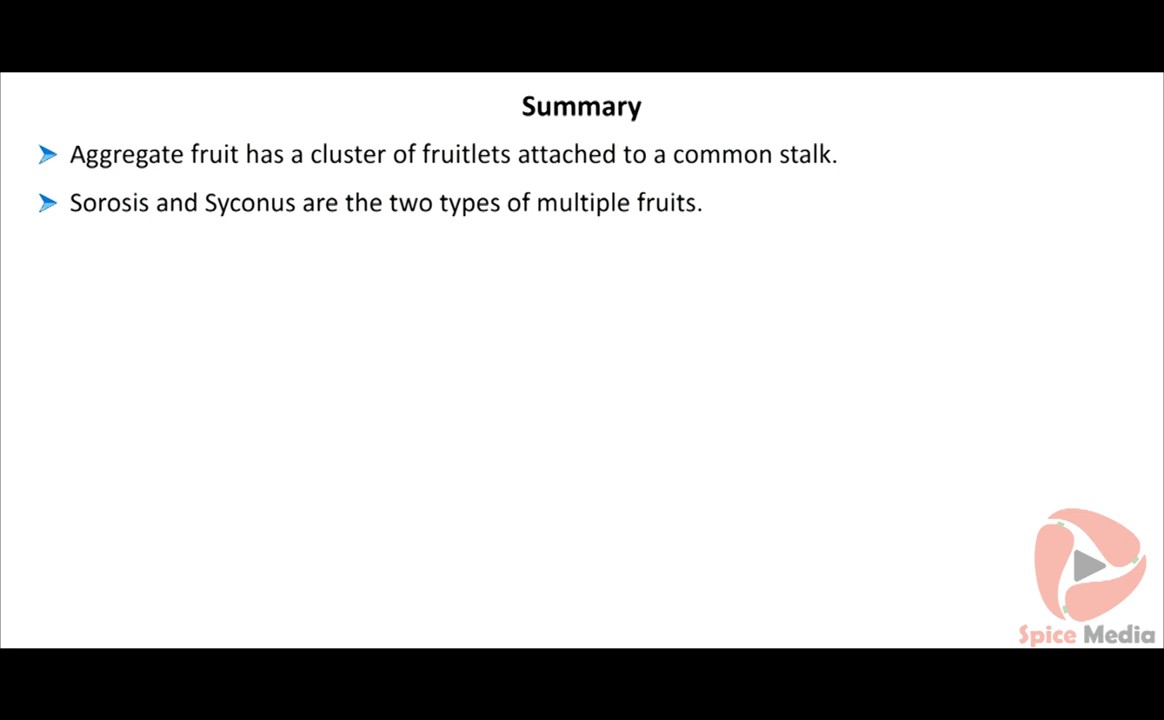 Summary
➤ Aggregate fruit has a cluster of fruitlets attached to a common stalk.
➤ Sorosis and Syconus are the two types of multiple fruits.
Spice Media